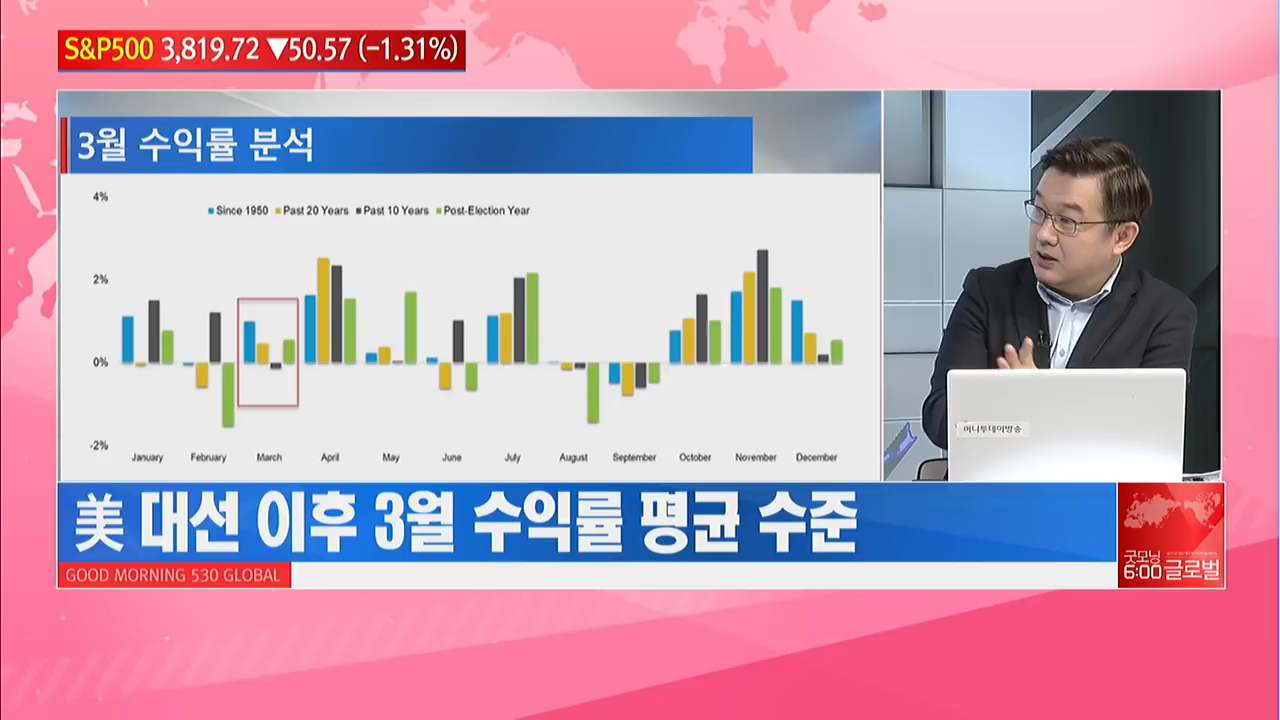 S&P500 3,819.72 ▼50.57 (-1.31%)
3월 수익률 분석
4%
Since 1950 Past 20 Years Past 10 Years Post-Election Year
2%
0%
-2%
January February March April May June July August September October November December
머니투데이방송
美 대선 이후 3월 수익률 평균 수준
GOOD MORNING 530 GLOBAL
굿모닝
6:00 글로벌